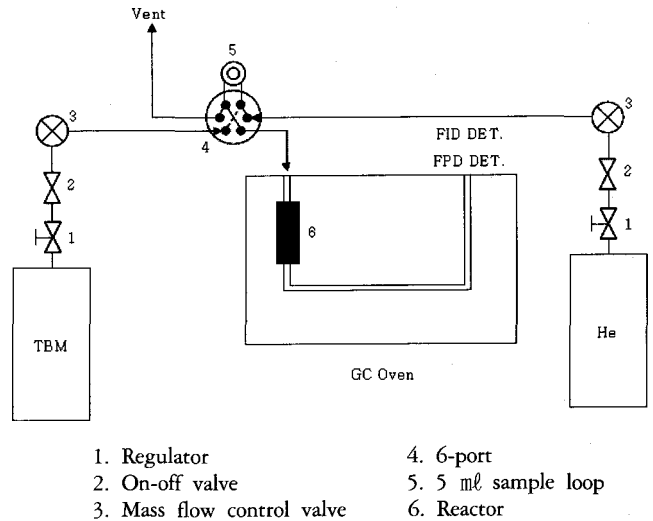 Vent
5
3
4
3
FID DET.
FPD DET.
2
2
1
1
6
TBM
He
GC Oven
1. Regulator
2. On-off valve
3. Mass flow control valve
4. 6-port
5. 5 mℓ sample loop
6. Reactor